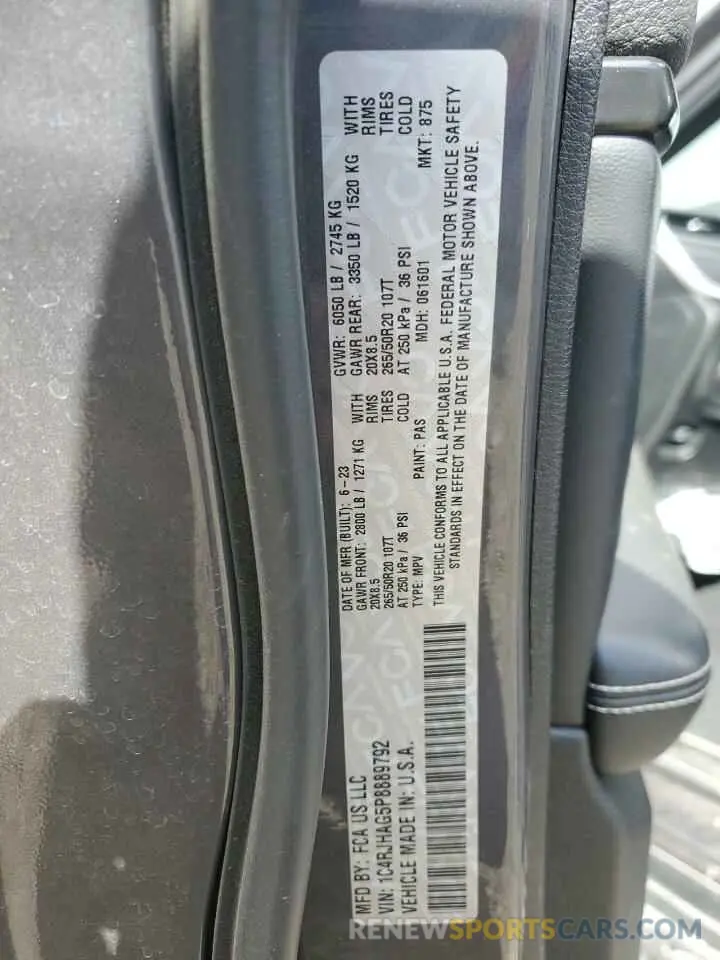 MFD BY: FCA US LLC
DATE OF MFR (BUILT): 6-23
GVWR: 6050 LB / 2745 KG
GAWR FRONT: 2800 LB / 1271 KG WITH
GAWR REAR: 3350 LB / 1520 KG WITH
20X8.5 RIMS
20X8.5 RIMS
265/50R20 107T TIRES
265/50R20 107T TIRES
AT 250 kPa / 36 PSI COLD
AT 250 kPa / 36 PSI COLD
VIN: 1C4RJHAG5P8889792
TYPE: MPV PAINT: PAS MDH: 061601 MKT: 875
VEHICLE MADE IN: U.S.A.
THIS VEHICLE CONFORMS TO ALL APPLICABLE U.S.A. FEDERAL MOTOR VEHICLE SAFETY
STANDARDS IN EFFECT ON THE DATE OF MANUFACTURE SHOWN ABOVE.
RENEWSPORTSCARS.COM